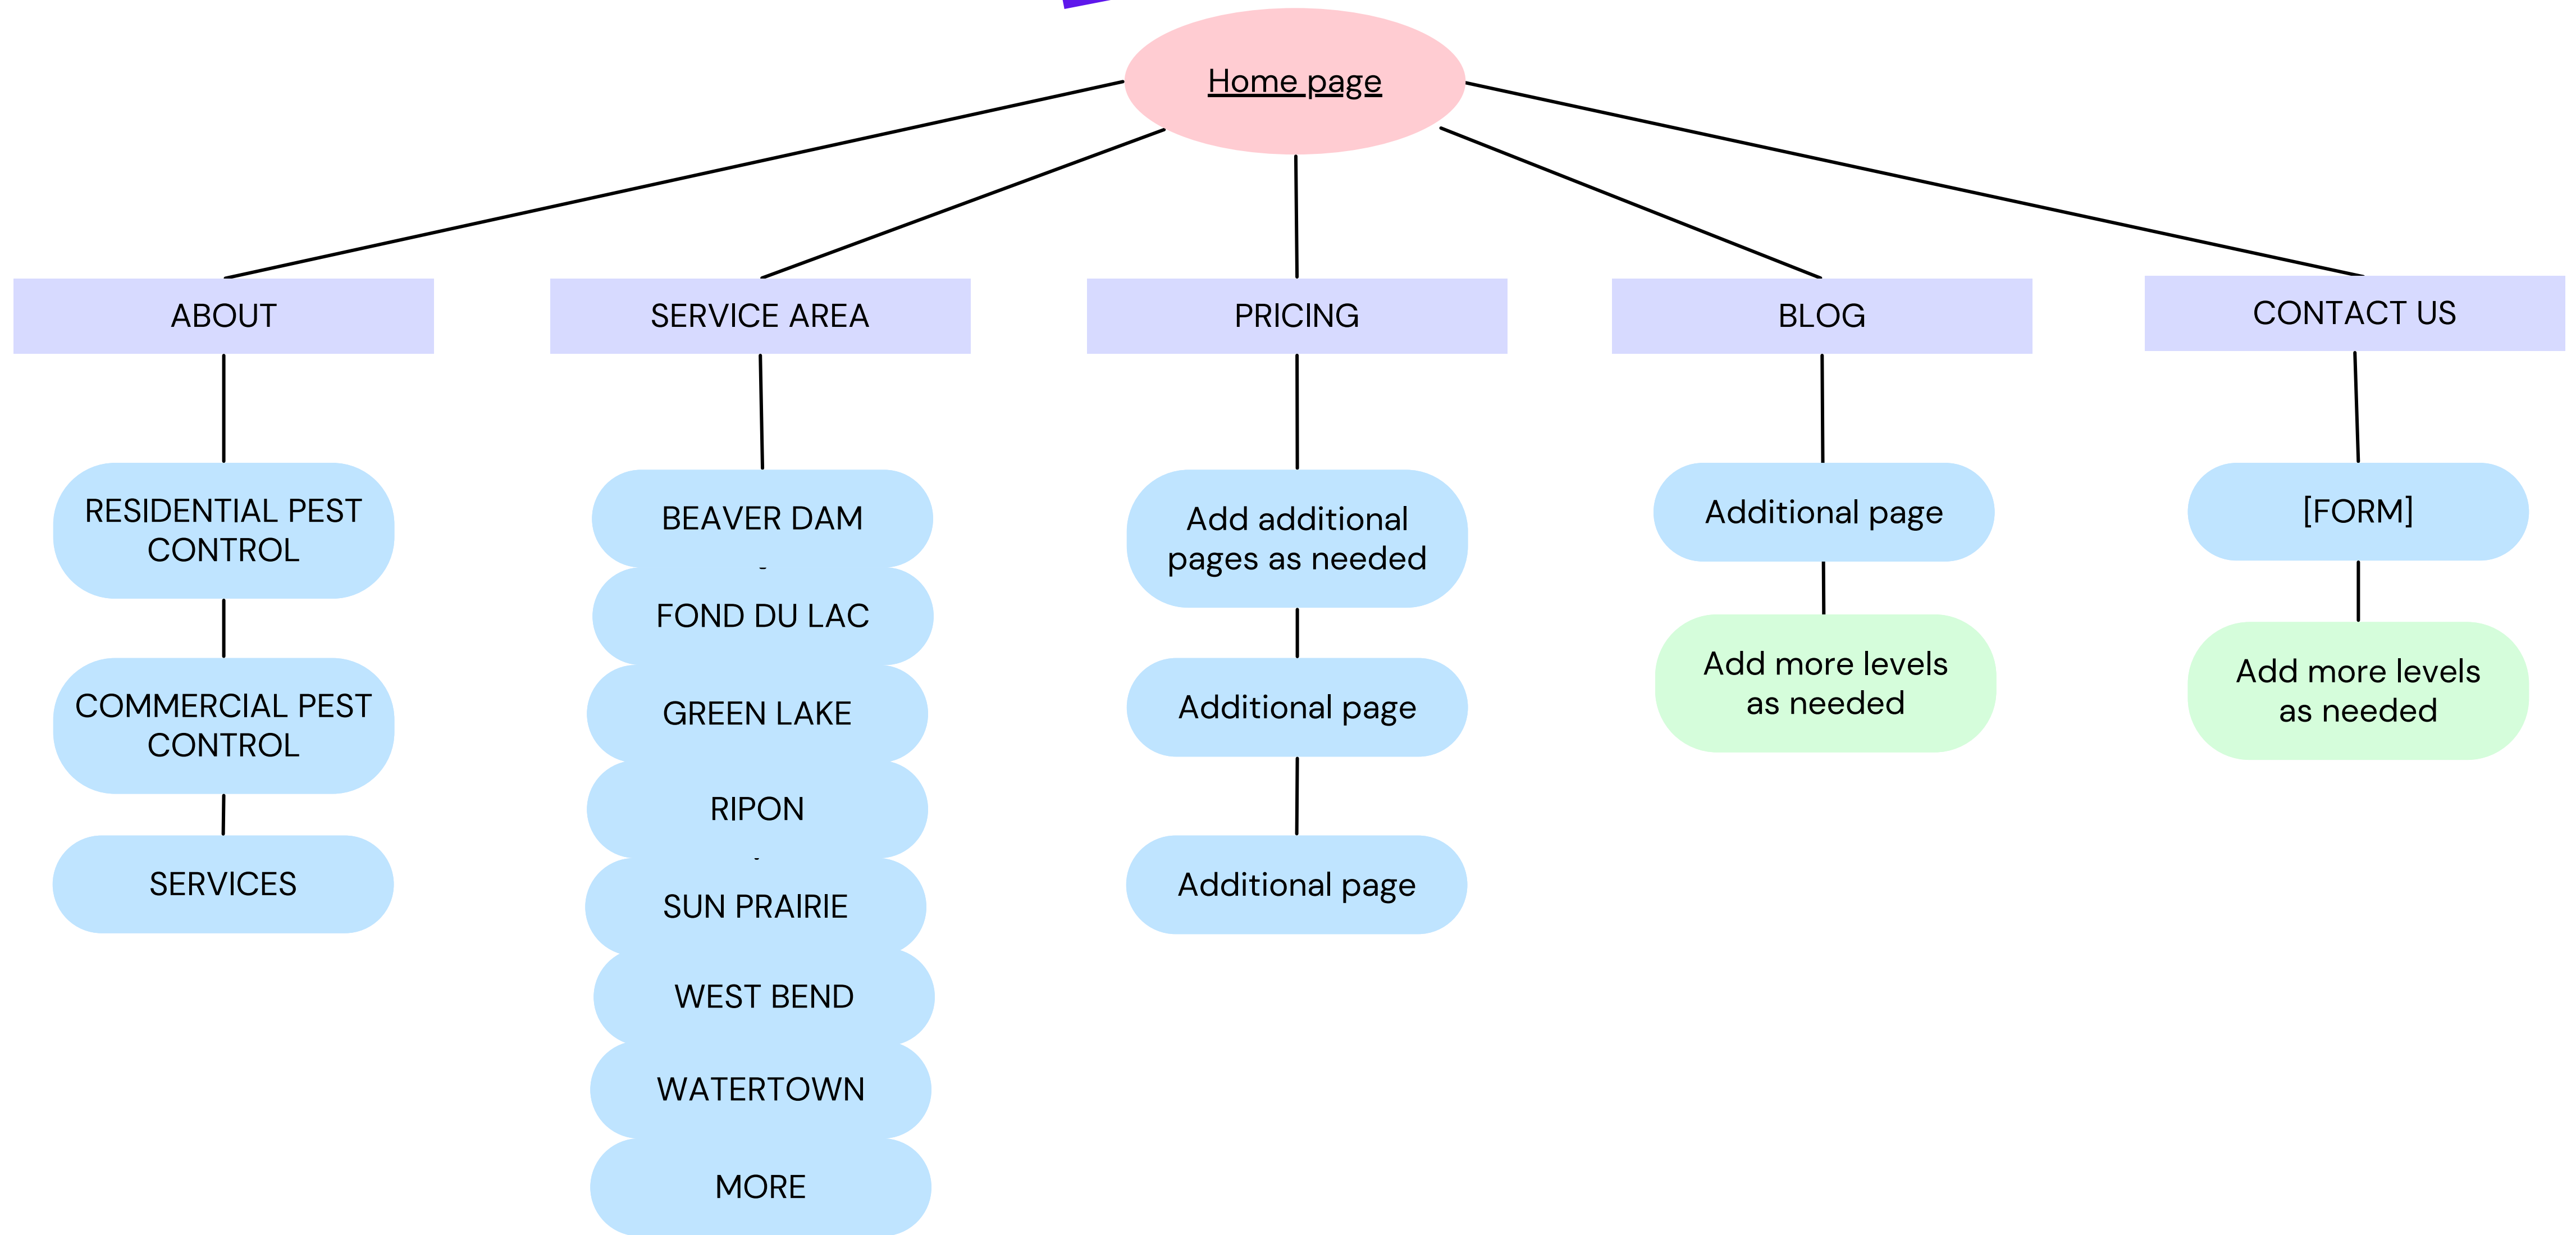 Home page
ABOUT
SERVICE AREA
PRICING
BLOG
CONTACT US
RESIDENTIAL PEST
CONTROL
COMMERCIAL PEST
CONTROL
SERVICES
BEAVER DAM
FOND DU LAC
GREEN LAKE
RIPON
SUN PRAIRIE
WEST BEND
WATERTOWN
MORE
Add additional
pages as needed
Additional page
Additional page
Additional page
Add more levels
as needed
[FORM]
Add more levels
as needed